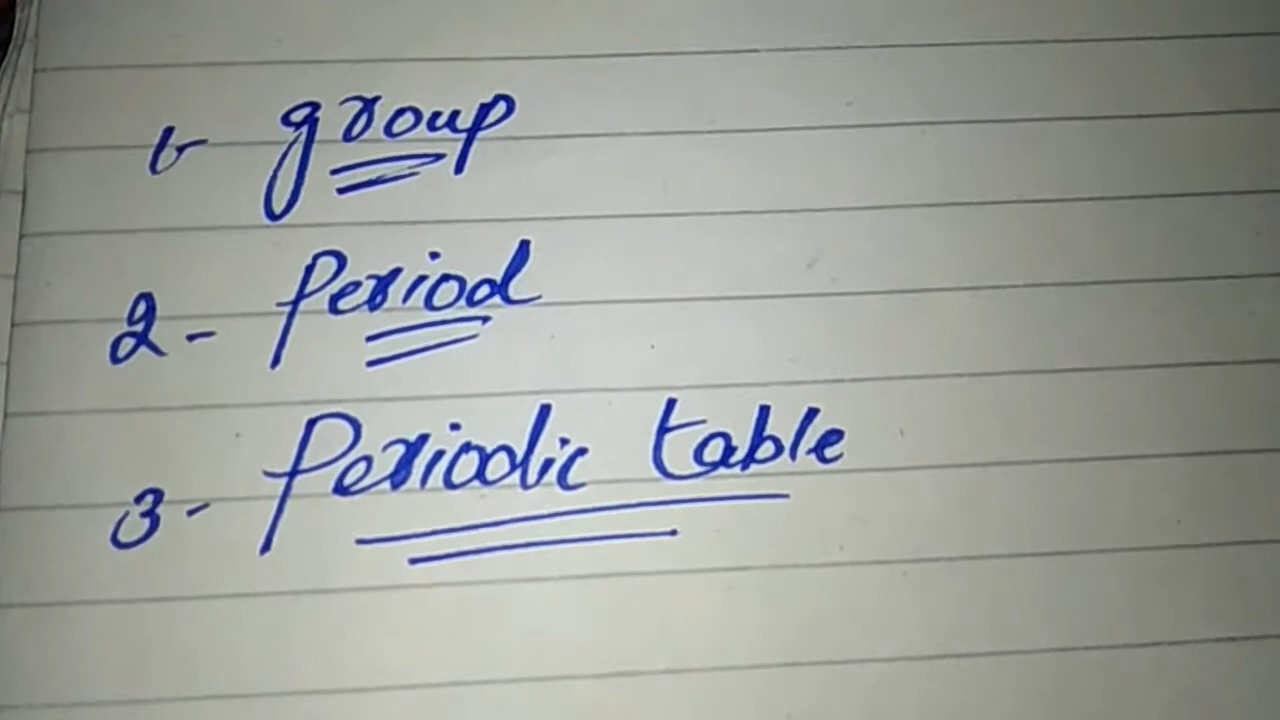 1- group
2- Period
3- Periodic table